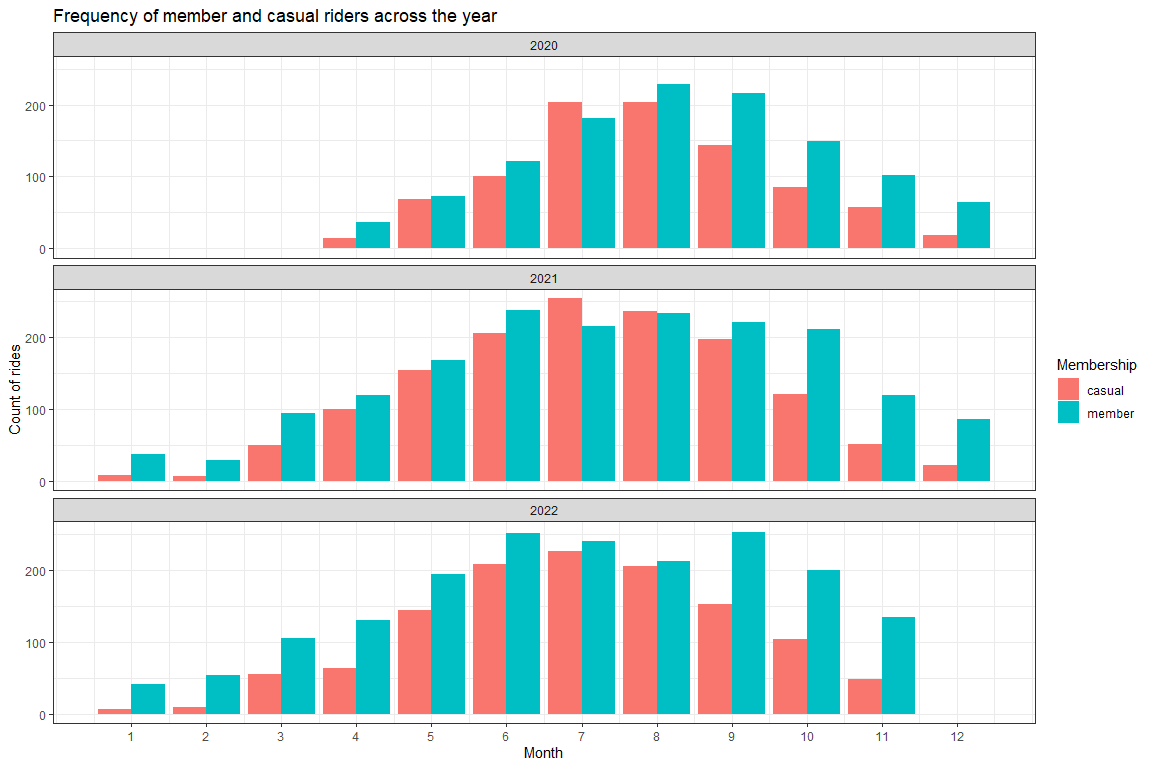 Frequency of member and casual riders across the year
2020
200
100
0
2021
200
100
0
2022
200
100
0
1 2 3 4 5 6 7 8 9 10 11 12
Month
Count of rides
Membership
casual
member